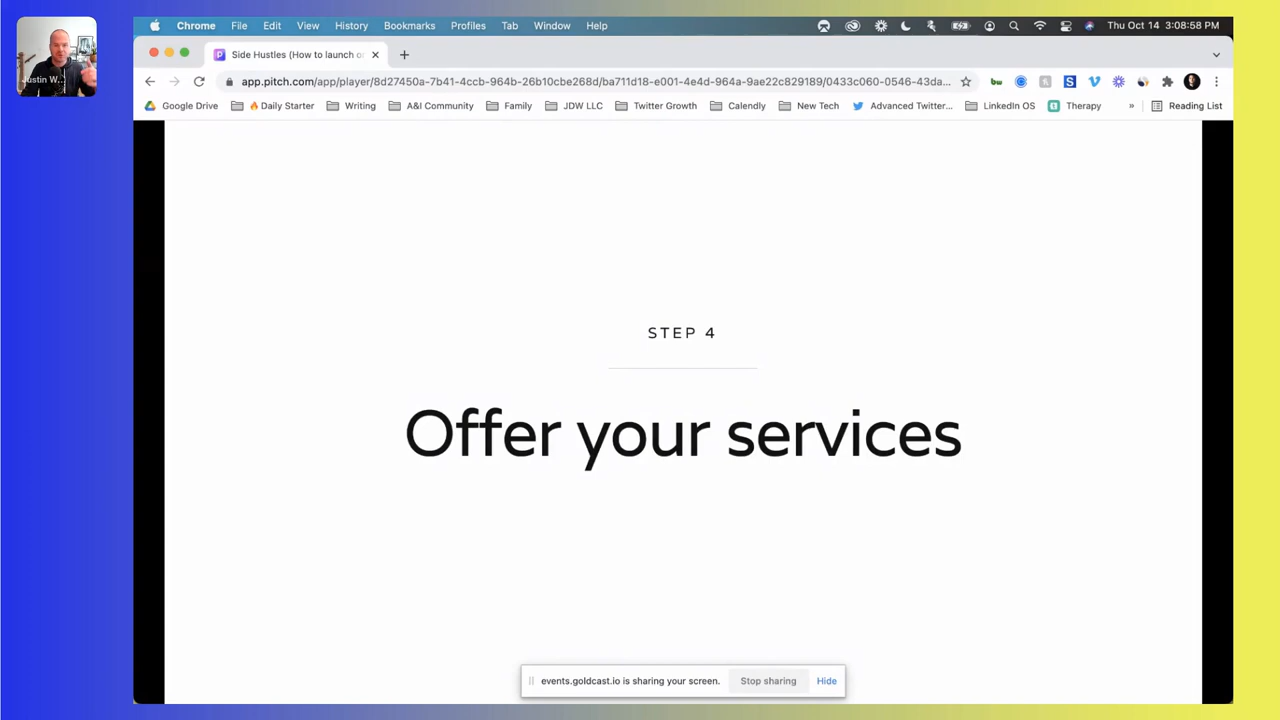 Chrome File Edit View History Bookmarks Profiles Tab Window Help Thu Oct 14 3:08:58 PM
Side Hustles (How to launch o
app.pitch.com/app/player/8d27450a-7b41-4ccb-964b-26b10cbe268d/ba711d18-e001-4e4d-964a-9ae22c829189/0433c060-0546-43da...
Google Drive 🔥Daily Starter Writing A&I Community Family JDW LLC Twitter Growth Calendly New Tech Advanced Twitter... LinkedIn OS Therapy » Reading List
Justin W...
STEP 4
Offer your services
events.goldcast.io is sharing your screen. Stop sharing Hide